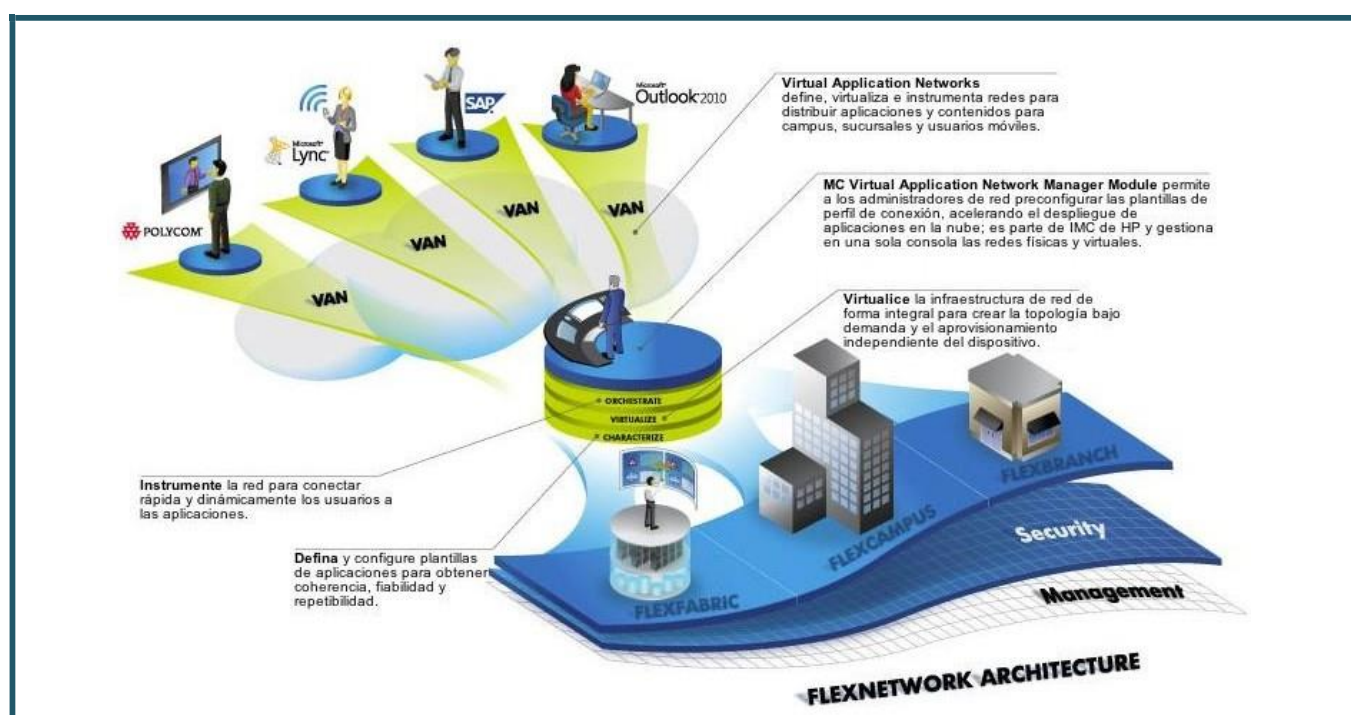 Microsoft
Outlook 2010
SAP
Microsoft
Lync
POLYCOM
VAN
VAN
VAN
VAN
Virtual Application Networks
define, virtualiza e instrumenta redes para
distribuir aplicaciones y contenidos para
campus, sucursales y usuarios móviles.
MC Virtual Application Network Manager Module permite
a los administradores de red preconfigurar las plantillas de
perfil de conexión, acelerando el despliegue de
aplicaciones en la nube; es parte de IMC de HP y gestiona
en una sola consola las redes físicas y virtuales.
Virtualice la infraestructura de red de
forma integral para crear la topología bajo
demanda y el aprovisionamiento
independiente del dispositivo.
ORCHESTRATE
VIRTUALIZE
CHARACTERIZE
Instrumente la red para conectar
rápida y dinámicamente los usuarios a
las aplicaciones.
Defina y configure plantillas
de aplicaciones para obtener
coherencia, fiabilidad y
repetibilidad.
FLEXFABRIC
FLEXCAMPUS
FLEXBRANCH
Security
Management
FLEXNETWORK ARCHITECTURE